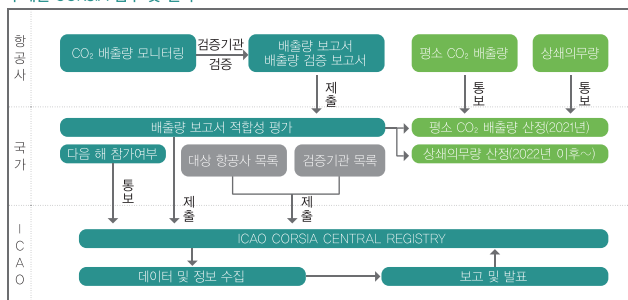 항공사
CO₂ 배출량 모니터링
검증기관
검증
배출량 보고서
배출량 검증 보고서
평소 CO₂ 배출량
상쇄의무량
제출
통보
통보
국가
배출량 보고서 적합성 평가
평소 CO₂ 배출량 산정(2021년)
다음 해 참가여부
대상 항공사 목록
검증기관 목록
상쇄의무량 산정(2022년 이후~)
통보
제출
제출
ICAO
ICAO CORSIA CENTRAL REGISTRY
데이터 및 정보 수집
보고 및 발표